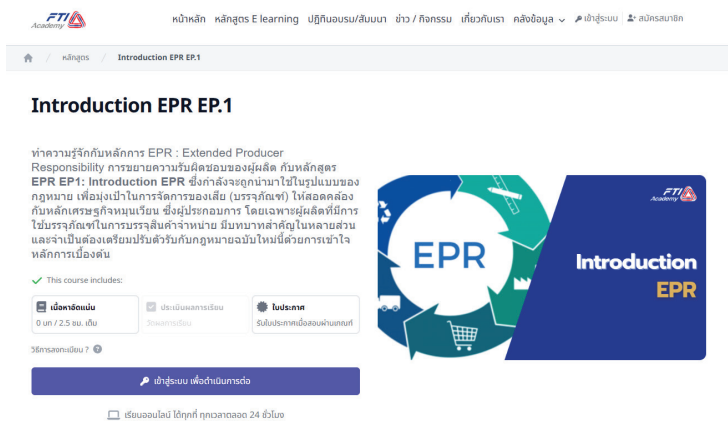 FTI
Academy
หน้าหลัก หลักสูตร E learning ปฏิทินอบรม/สัมมนา ข่าว / กิจกรรม เกี่ยวกับเรา คลังข้อมูล เข้าสู่ระบบ สมัครสมาชิก
/ หลักสูตร / Introduction EPR EP.1
Introduction EPR EP.1
ทำความรู้จักกับหลักการ EPR : Extended Producer
Responsibility การขยายความรับผิดชอบของผู้ผลิต กับหลักสูตร
EPR EP1: Introduction EPR ซึ่งกำลังจะถูกนำมาใช้ในรูปแบบของ
กฎหมาย เพื่อมุ่งเป้าในการจัดการของเสีย (บรรจุภัณฑ์) ให้สอดคล้อง
กับหลักเศรษฐกิจหมุนเวียน ซึ่งผู้ประกอบการ โดยเฉพาะผู้ผลิตที่มีการ
ใช้บรรจุภัณฑ์ในการบรรจุสินค้าจำหน่าย มีบทบาทสำคัญในหลายส่วน
และจำเป็นต้องเตรียมปรับตัวรับกับกฎหมายฉบับใหม่นี้ด้วยการเข้าใจ
หลักการเบื้องต้น
This course includes:
เนื้อหาอัดแน่น
0 บท / 2.5 ชม. เต็ม
ประเมินผลการเรียน
วัดผลการเรียน
ใบประกาศ
รับใบประกาศเมื่อสอบผ่านเกณฑ์
วิธีการลงทะเบียน ?
เข้าสู่ระบบ เพื่อดำเนินการต่อ
เรียนออนไลน์ ได้ทุกที่ ทุกเวลาตลอด 24 ชั่วโมง
EPR
FTI
Academy
Introduction
EPR